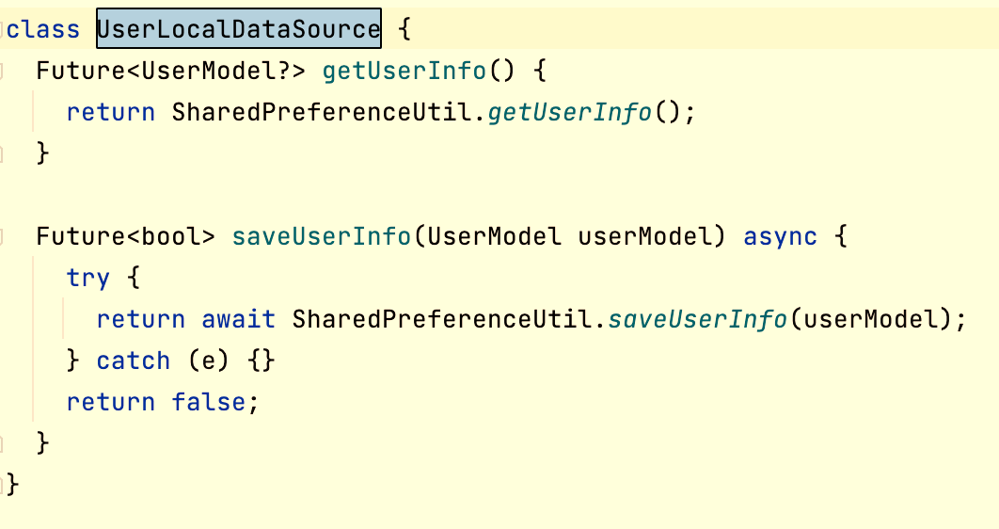 class UserLocalDataSource {
  Future<UserModel?> getUserInfo() {
    return SharedPreferenceUtil.getUserInfo();
  }

  Future<bool> saveUserInfo(UserModel userModel) async {
    try {
      return await SharedPreferenceUtil.saveUserInfo(userModel);
    } catch (e) {}
    return false;
  }
}